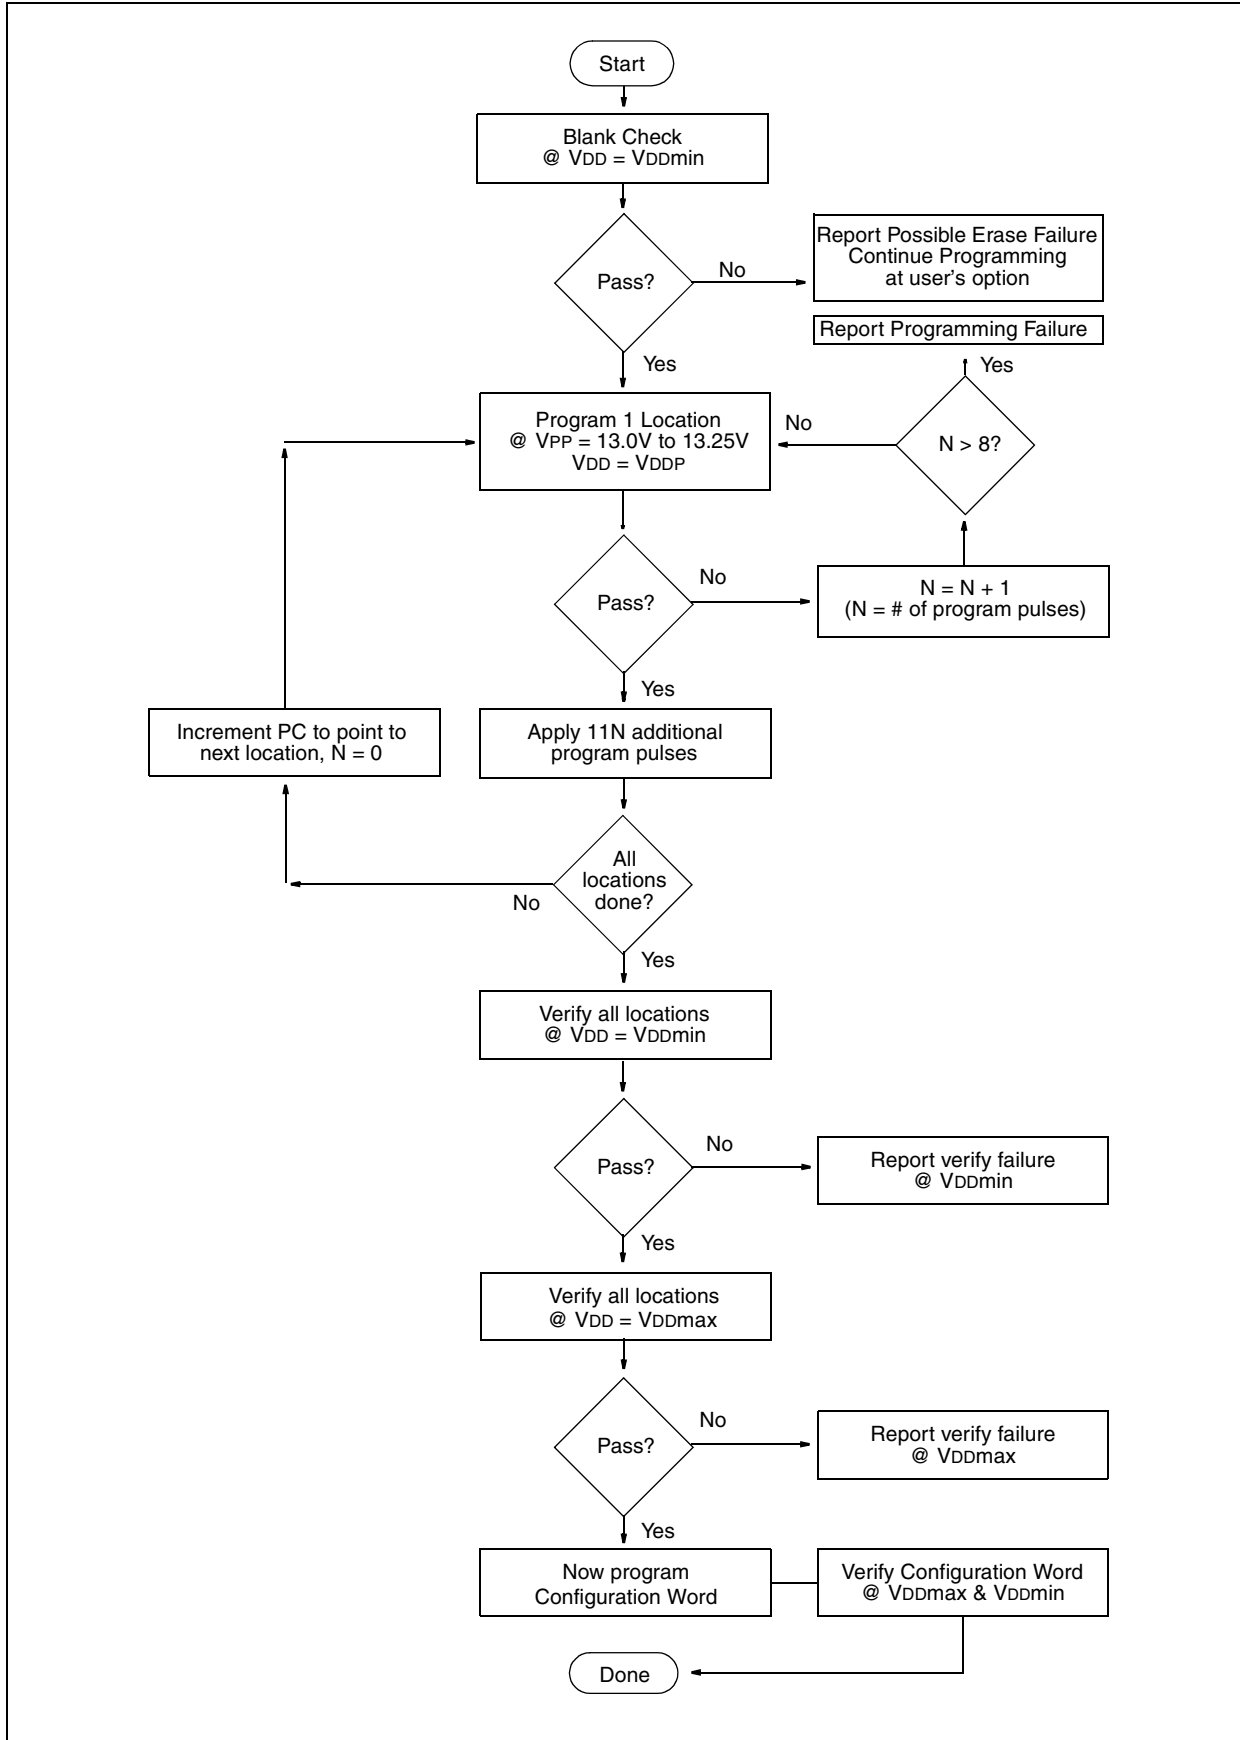 Start
Blank Check
@ VDD = VDDmin
Pass?
No
Report Possible Erase Failure
Continue Programming
at user's option
Yes
Report Programming Failure
Yes
N > 8?
No
Program 1 Location
@ VPP = 13.0V to 13.25V
VDD = VDDP
Pass?
No
N = N + 1
(N = # of program pulses)
Yes
Increment PC to point to
next location, N = 0
Apply 11N additional
program pulses
All
locations
done?
No
Yes
Verify all locations
@ VDD = VDDmin
Pass?
No
Report verify failure
@ VDDmin
Yes
Verify all locations
@ VDD = VDDmax
Pass?
No
Report verify failure
@ VDDmax
Yes
Now program
Configuration Word
Verify Configuration Word
@ VDDmax & VDDmin
Done